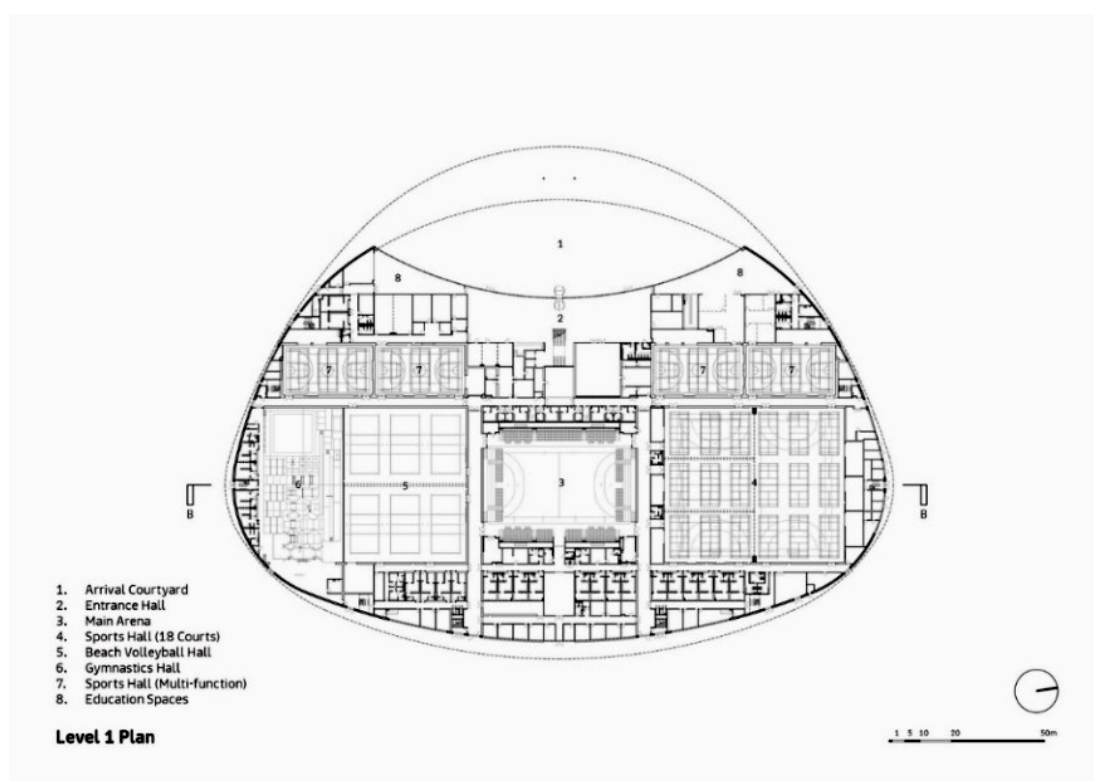 1
8
8
2
7
7
7
7
6
5
3
4
B
B
1. Arrival Courtyard
2. Entrance Hall
3. Main Arena
4. Sports Hall (18 Courts)
5. Beach Volleyball Hall
6. Gymnastics Hall
7. Sports Hall (Multi-function)
8. Education Spaces
Level 1 Plan
1 5 10 20 50m